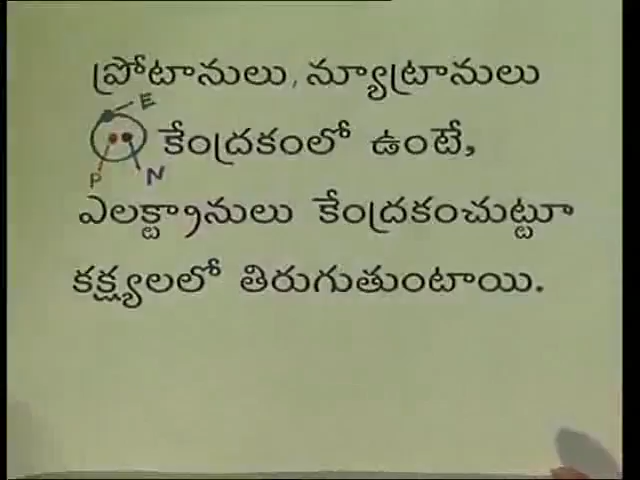 ప్రోటానులు, న్యూట్రానులు
E
కేంద్రకంలో ఉంటే,
P N
ఎలక్ట్రానులు కేంద్రకంచుట్టూ
కక్ష్యలలో తిరుగుతుంటాయి.